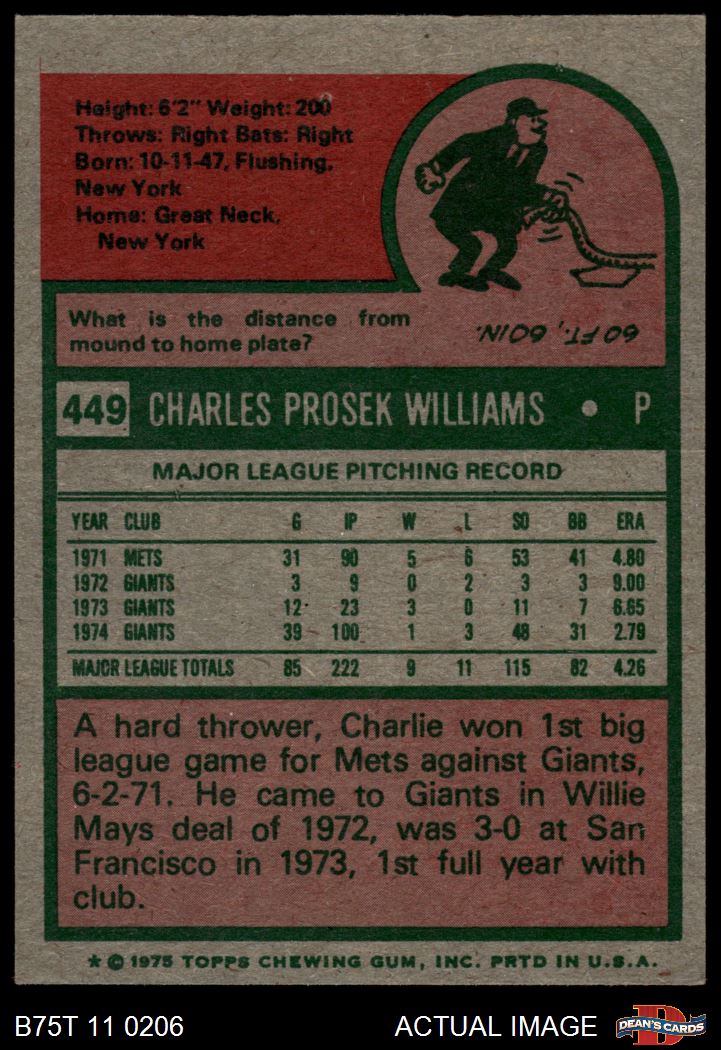 Height: 6'2" Weight: 200
Throws: Right Bats: Right
Born: 10-11-47, Flushing,
New York
Home: Great Neck,
New York
What is the distance from
mound to home plate?
60 FT., 60 IN.
449 CHARLES PROSEK WILLIAMS • P
MAJOR LEAGUE PITCHING RECORD
YEAR CLUB G IP W L SO BB ERA
1971 METS 31 90 5 6 53 41 4.80
1972 GIANTS 3 9 0 2 3 3 9.00
1973 GIANTS 12 23 3 0 11 7 6.65
1974 GIANTS 39 100 1 3 48 31 2.79
MAJOR LEAGUE TOTALS 85 222 9 11 115 82 4.26
A hard thrower, Charlie won 1st big
league game for Mets against Giants,
6-2-71. He came to Giants in Willie
Mays deal of 1972, was 3-0 at San
Francisco in 1973, 1st full year with
club.
* © 1975 TOPPS CHEWING GUM, INC. PRTD IN U.S.A.
B75T 11 0206 ACTUAL IMAGE D DEAN'S CARDS